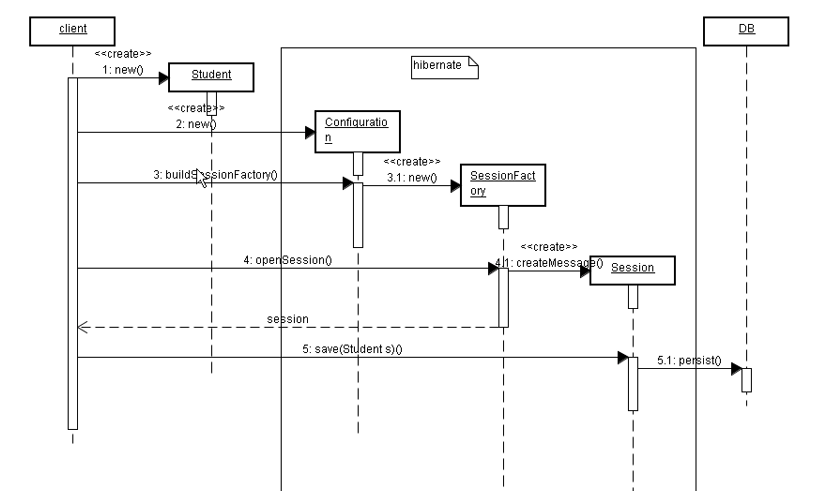 client
DB
<<create>>
1: new()
hibernate
Student
<<create>>
2: new()
Configuratio
n
3: buildSessionFactory()
<<create>>
3.1: new()
SessionFact
ory
<<create>>
4: openSession()
4.1: createMessage()
Session
session
5: save(Student s)()
5.1: persist()